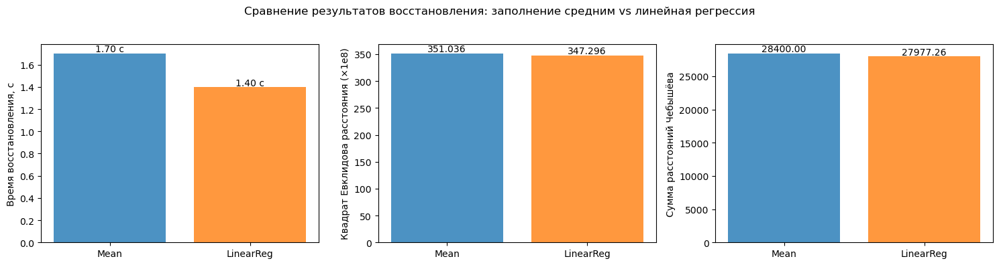 Сравнение результатов восстановления: заполнение средним vs линейная регрессия
Время восстановления, с
1.6
1.4
1.2
1.0
0.8
0.6
0.4
0.2
0.0
1.70 с
1.40 с
Mean
LinearReg
Квадрат Евклидова расстояния (×1e8)
350
300
250
200
150
100
50
0
351.036
347.296
Mean
LinearReg
Сумма расстояний Чебышёва
25000
20000
15000
10000
5000
0
28400.00
27977.26
Mean
LinearReg